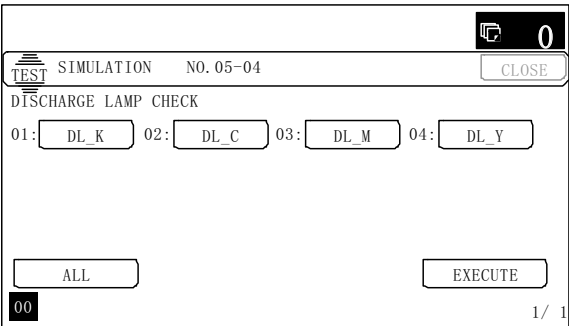 0
TEST SIMULATION NO.05-04 CLOSE
DISCHARGE LAMP CHECK
01: DL_K 02: DL_C 03: DL_M 04: DL_Y
ALL EXECUTE
00 1/ 1